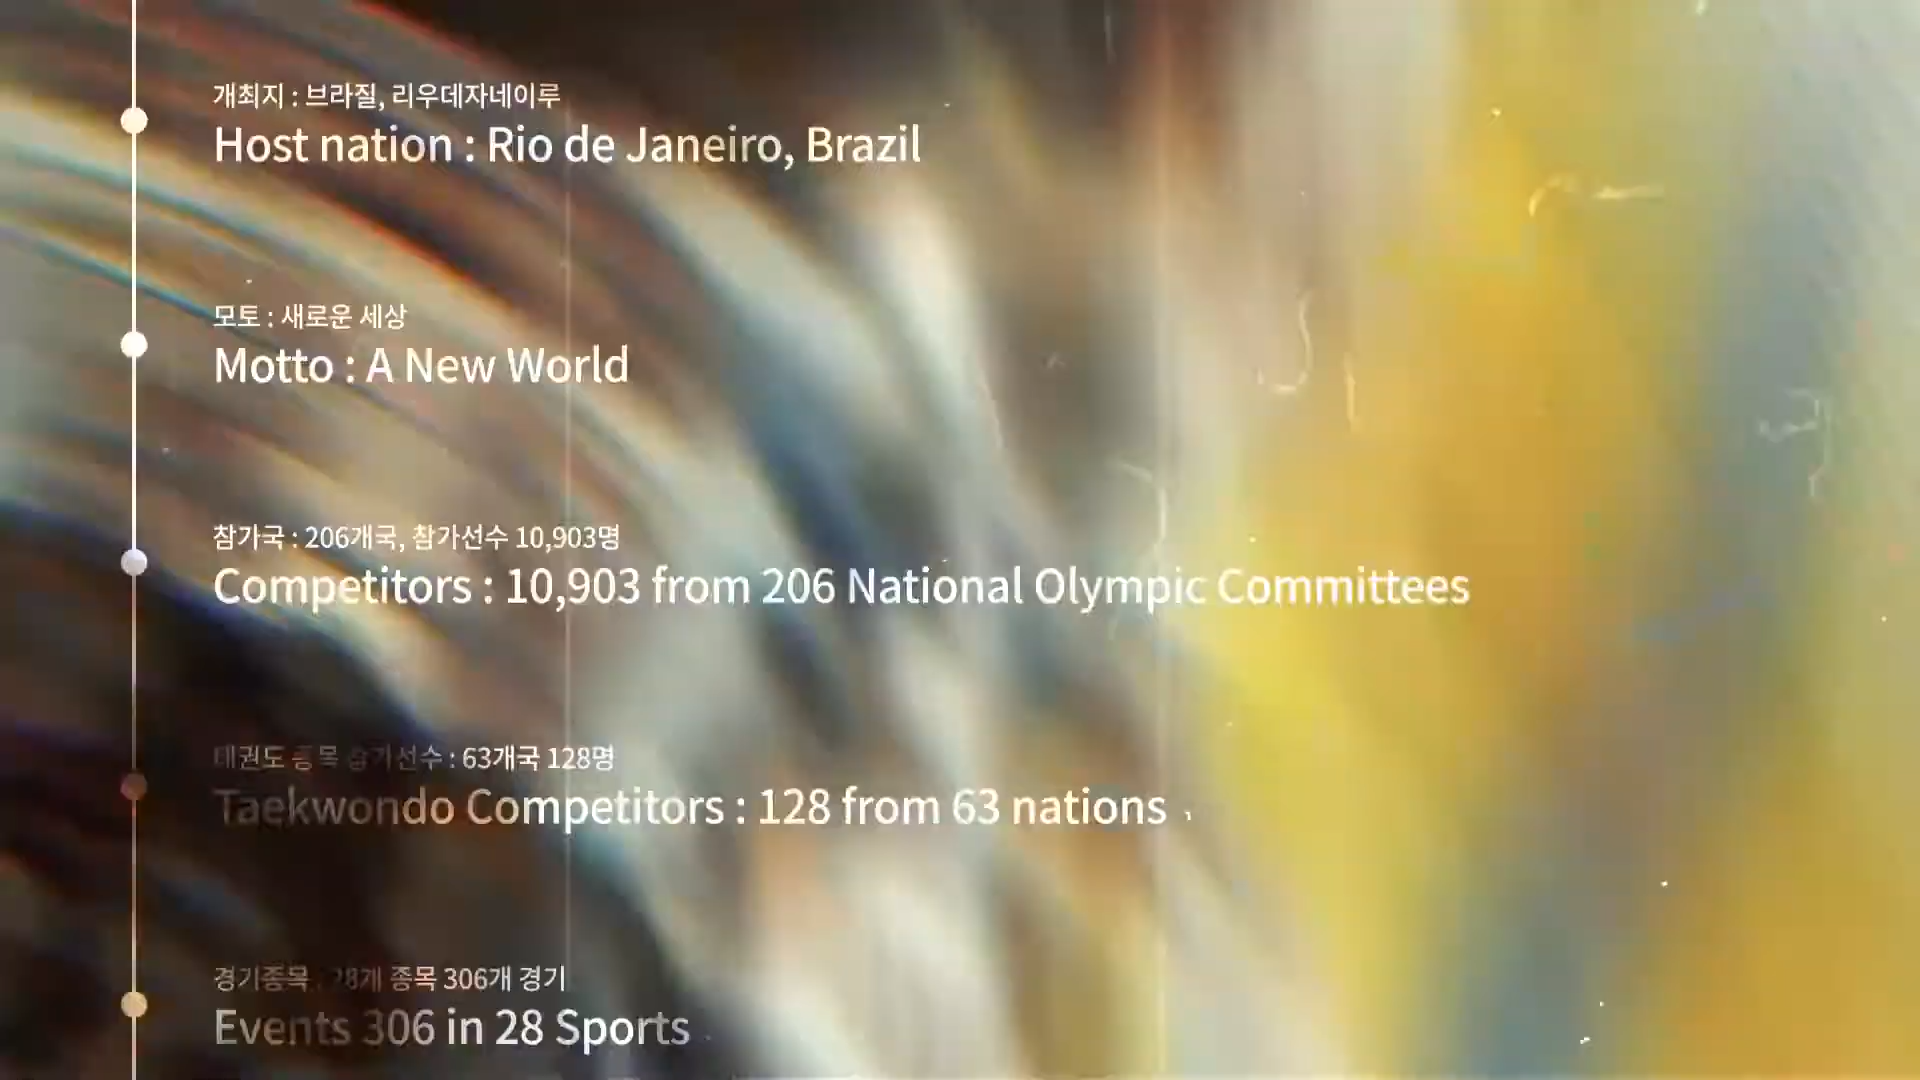 개최지 : 브라질, 리우데자네이루
Host nation : Rio de Janeiro, Brazil
모토 : 새로운 세상
Motto : A New World
참가국 : 206개국, 참가선수 10,903명
Competitors : 10,903 from 206 National Olympic Committees
태권도 종목 참가선수 : 63개국 128명
Taekwondo Competitors : 128 from 63 nations
경기종목 : 28개 종목 306개 경기
Events 306 in 28 Sports